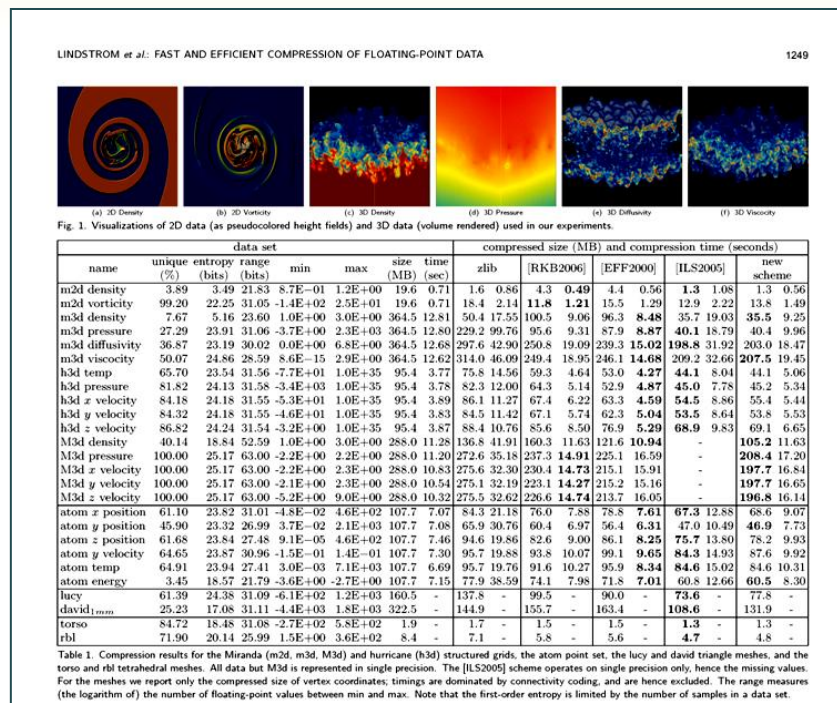 LINDSTROM et al.: FAST AND EFFICIENT COMPRESSION OF FLOATING-POINT DATA 1249
(a) 2D Density (b) 2D Vorticity (c) 3D Density (d) 3D Pressure (e) 3D Diffusivity (f) 3D Viscosity
Fig. 1. Visualizations of 2D data (as pseudocolored height fields) and 3D data (volume rendered) used in our experiments.
data set compressed size (MB) and compression time (seconds)
name unique (%) entropy (bits) range (bits) min max size (MB) time (sec) zlib [RKB2006] [EFF2000] [ILS2005] new scheme
m2d density 3.89 3.49 21.83 8.7E−01 1.2E+00 19.6 0.71 1.6 0.86 4.3 0.49 4.4 0.56 1.3 1.08 1.3 0.56
m2d vorticity 99.20 22.25 31.05 -1.4E+02 2.5E+01 19.6 0.71 18.4 2.14 11.8 1.21 15.5 1.29 12.9 2.22 13.8 1.49
m3d density 7.67 5.16 23.60 1.0E+00 3.0E+00 364.5 12.81 50.4 17.55 100.5 9.06 96.3 8.48 35.7 19.03 35.5 9.25
m3d pressure 27.29 23.91 31.06 -3.7E+00 2.3E+03 364.5 12.80 229.2 99.76 95.6 9.31 87.9 8.87 40.1 18.79 40.4 9.96
m3d diffusivity 36.87 23.19 30.02 0.0E+00 6.8E+00 364.5 12.68 297.6 42.90 250.8 19.09 239.3 15.02 198.8 31.92 203.0 18.47
m3d viscocity 50.07 24.86 28.59 8.6E−15 2.9E+00 364.5 12.62 314.0 46.09 249.4 18.95 246.1 14.68 209.2 32.66 207.5 19.45
h3d temp 65.70 23.54 31.56 -7.7E+01 1.0E+35 95.4 3.77 75.8 14.56 59.3 4.64 53.0 4.27 44.1 8.04 44.1 5.06
h3d pressure 81.82 24.13 31.58 -3.4E+03 1.0E+35 95.4 3.78 82.3 12.00 64.3 5.14 52.9 4.87 45.0 7.78 45.2 5.34
h3d x velocity 84.18 24.18 31.55 -5.3E+01 1.0E+35 95.4 3.89 86.1 11.27 67.4 6.22 63.3 4.59 54.5 8.86 55.4 5.44
h3d y velocity 84.32 24.18 31.55 -4.6E+01 1.0E+35 95.4 3.83 84.5 11.42 67.1 5.74 62.3 5.04 53.5 8.64 53.8 5.53
h3d z velocity 86.82 24.24 31.54 -3.2E+01 1.0E+35 95.4 3.87 88.4 10.76 85.6 8.50 76.9 5.29 68.9 9.83 69.1 6.65
M3d density 40.14 18.84 52.59 1.0E+00 3.0E+00 288.0 11.28 136.8 41.91 160.3 11.63 121.6 10.94 - 105.2 11.63
M3d pressure 100.00 25.17 63.00 -2.2E+00 2.2E+00 288.0 11.20 272.6 35.18 237.3 14.91 225.1 16.59 - 208.4 17.20
M3d x velocity 100.00 25.17 63.00 -2.2E+00 2.3E+00 288.0 10.83 275.6 32.30 230.4 14.73 215.1 15.91 - 197.7 16.84
M3d y velocity 100.00 25.17 63.00 -2.1E+00 2.3E+00 288.0 10.54 275.1 32.19 223.1 14.27 215.2 15.16 - 197.7 16.65
M3d z velocity 100.00 25.17 63.00 -5.2E+00 9.0E+00 288.0 10.32 275.5 32.62 226.6 14.74 213.7 16.05 - 196.8 16.14
atom x position 61.10 23.82 31.01 -4.8E−02 4.6E+02 107.7 7.07 84.3 21.18 76.0 7.88 78.8 7.61 67.3 12.88 68.6 9.07
atom y position 45.90 23.32 26.99 3.7E−02 2.1E+03 107.7 7.08 65.9 30.76 60.4 6.97 56.4 6.31 47.0 10.49 46.9 7.73
atom z position 61.68 23.84 27.48 9.1E−05 4.6E+02 107.7 7.46 94.6 19.86 82.6 9.00 86.1 8.25 75.7 13.80 78.2 9.93
atom y velocity 64.65 23.87 30.96 -1.5E−01 1.4E−01 107.7 7.30 95.7 19.88 93.8 10.07 99.1 9.65 84.3 14.93 87.6 9.92
atom temp 64.91 23.94 27.41 3.0E−03 7.1E+03 107.7 6.69 95.7 19.76 91.6 10.27 95.9 8.34 84.6 15.02 84.6 10.31
atom energy 3.45 18.57 21.79 -3.6E+00 -2.7E+00 107.7 7.15 77.9 38.59 74.1 7.98 71.8 7.01 60.8 12.66 60.5 8.30
lucy 61.39 24.38 31.09 -6.1E+02 1.2E+03 160.5 - 137.8 - 99.5 - 90.0 - 73.6 - 77.8 -
david1mm 25.23 17.08 31.11 -4.4E+03 1.8E+03 322.5 - 144.9 - 155.7 - 163.4 - 108.6 - 131.9 -
torso 84.72 18.48 31.08 -2.7E+02 5.8E+02 1.9 - 1.7 - 1.5 - 1.5 - 1.3 - 1.3 -
rbl 71.90 20.14 25.99 1.5E+00 3.6E+02 8.4 - 7.1 - 5.8 - 5.6 - 4.7 - 4.8 -
Table 1. Compression results for the Miranda (m2d, m3d, M3d) and hurricane (h3d) structured grids, the atom point set, the lucy and david triangle meshes, and the
torso and rbl tetrahedral meshes. All data but M3d is represented in single precision. The [ILS2005] scheme operates on single precision only, hence the missing values.
For the meshes we report only the compressed size of vertex coordinates; timings are dominated by connectivity coding, and are hence excluded. The range measures
(the logarithm of) the number of floating-point values between min and max. Note that the first-order entropy is limited by the number of samples in a data set.